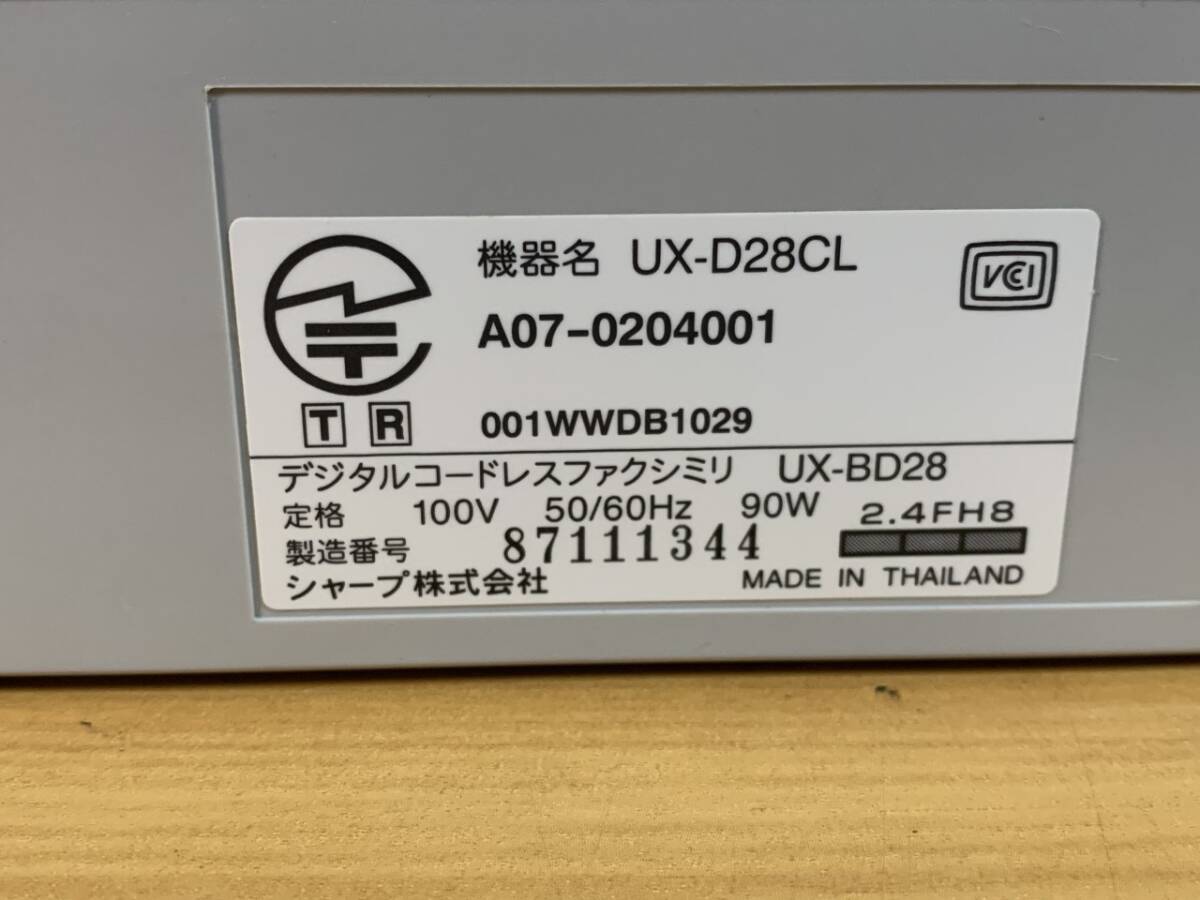 機器名 UX-D28CL
VCCI
A07-0204001
T R 001WWDB1029
デジタルコードレスファクシミリ UX-BD28
定格 100V 50/60Hz 90W 2.4FH8
製造番号 87111344
シャープ株式会社 MADE IN THAILAND